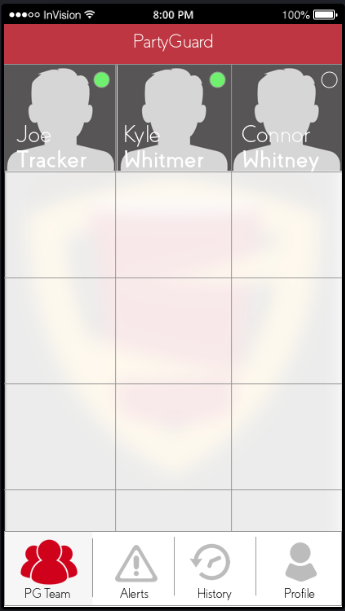 InVision 8:00 PM 100%
PartyGuard
Joe
Tracker
Kyle
Whitmer
Connor
Whitney
PG Team Alerts History Profile